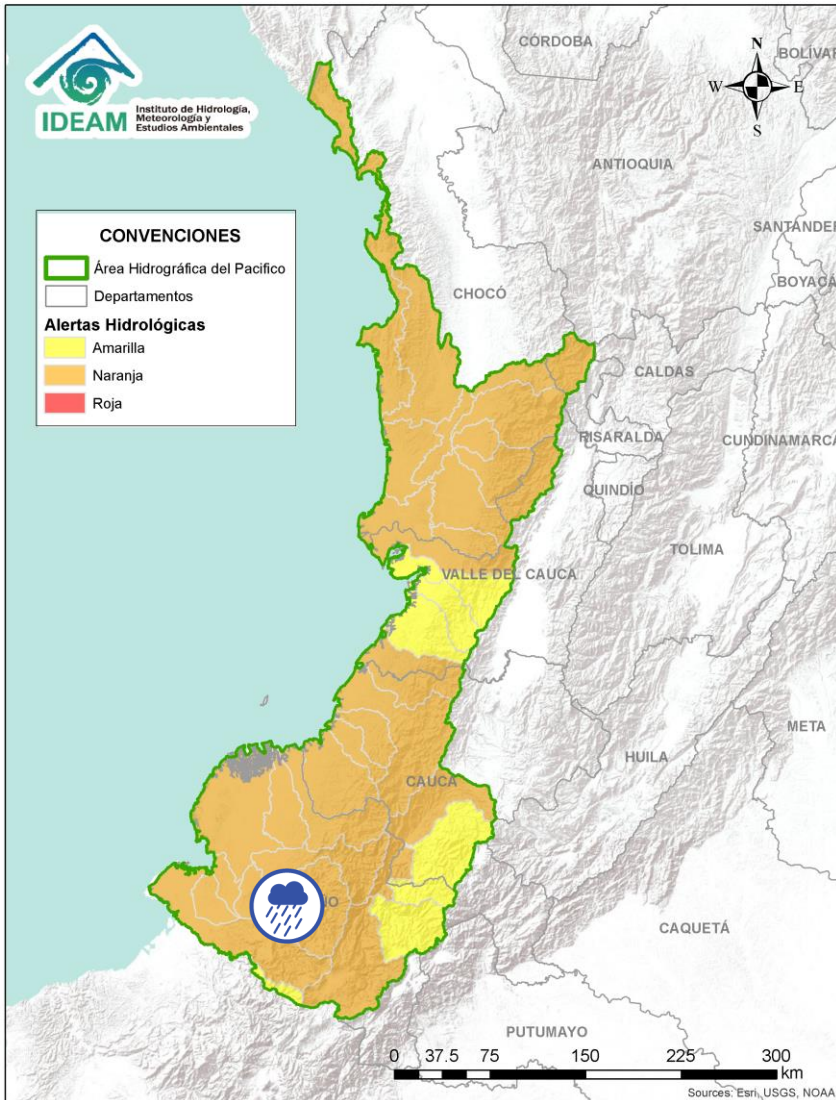 IDEAM
Instituto de Hidrología,
Meteorología y
Estudios Ambientales
CÓRDOBA
BOLÍVAR
N
W
E
S
ANTIOQUIA
CONVENCIONES
Área Hidrográfica del Pacifico
Departamentos
Alertas Hidrológicas
Amarilla
Naranja
Roja
SANTANDER
BOYACÁ
CHOCÓ
CALDAS
RISARALDA
CUNDINAMARCA
QUINDÍO
TOLIMA
VALLE DEL CAUCA
META
HUILA
CAUCA
ÑO
CAQUETÁ
PUTUMAYO
0 37.5 75 150 225 300
km
Sources: Esri, USGS, NOAA